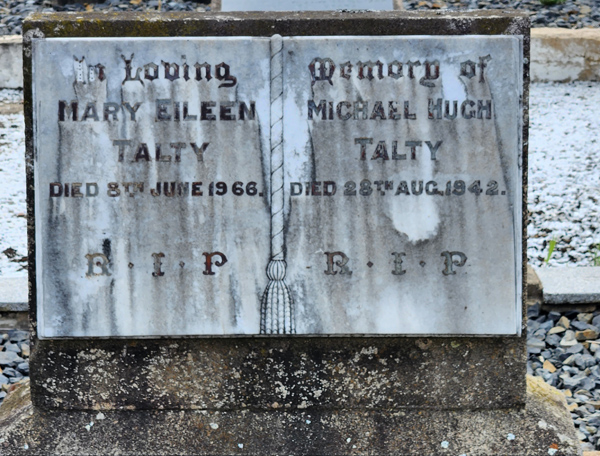 In Loving
MARY EILEEN
TALTY
DIED 8TH JUNE 1966.
R · I · P
Memory of
MICHAEL HUGH
TALTY
DIED 28TH AUG. 1942.
R · I · P